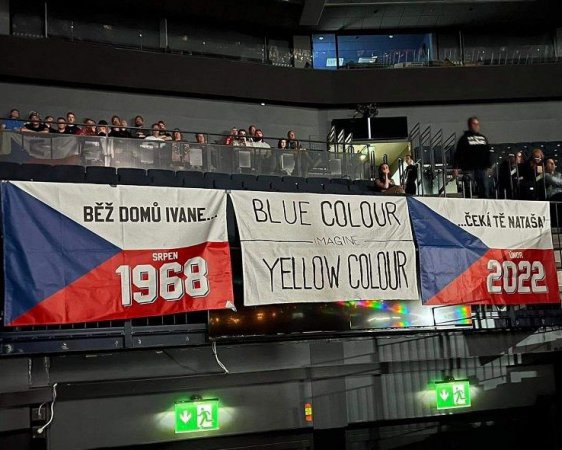 BĚŽ DOMŮ IVANE...
SRPEN
1968
BLUE COLOUR
IMAGINE
YELLOW COLOUR
...ČEKÁ TĚ NATAŠA!
ÚNOR
2022